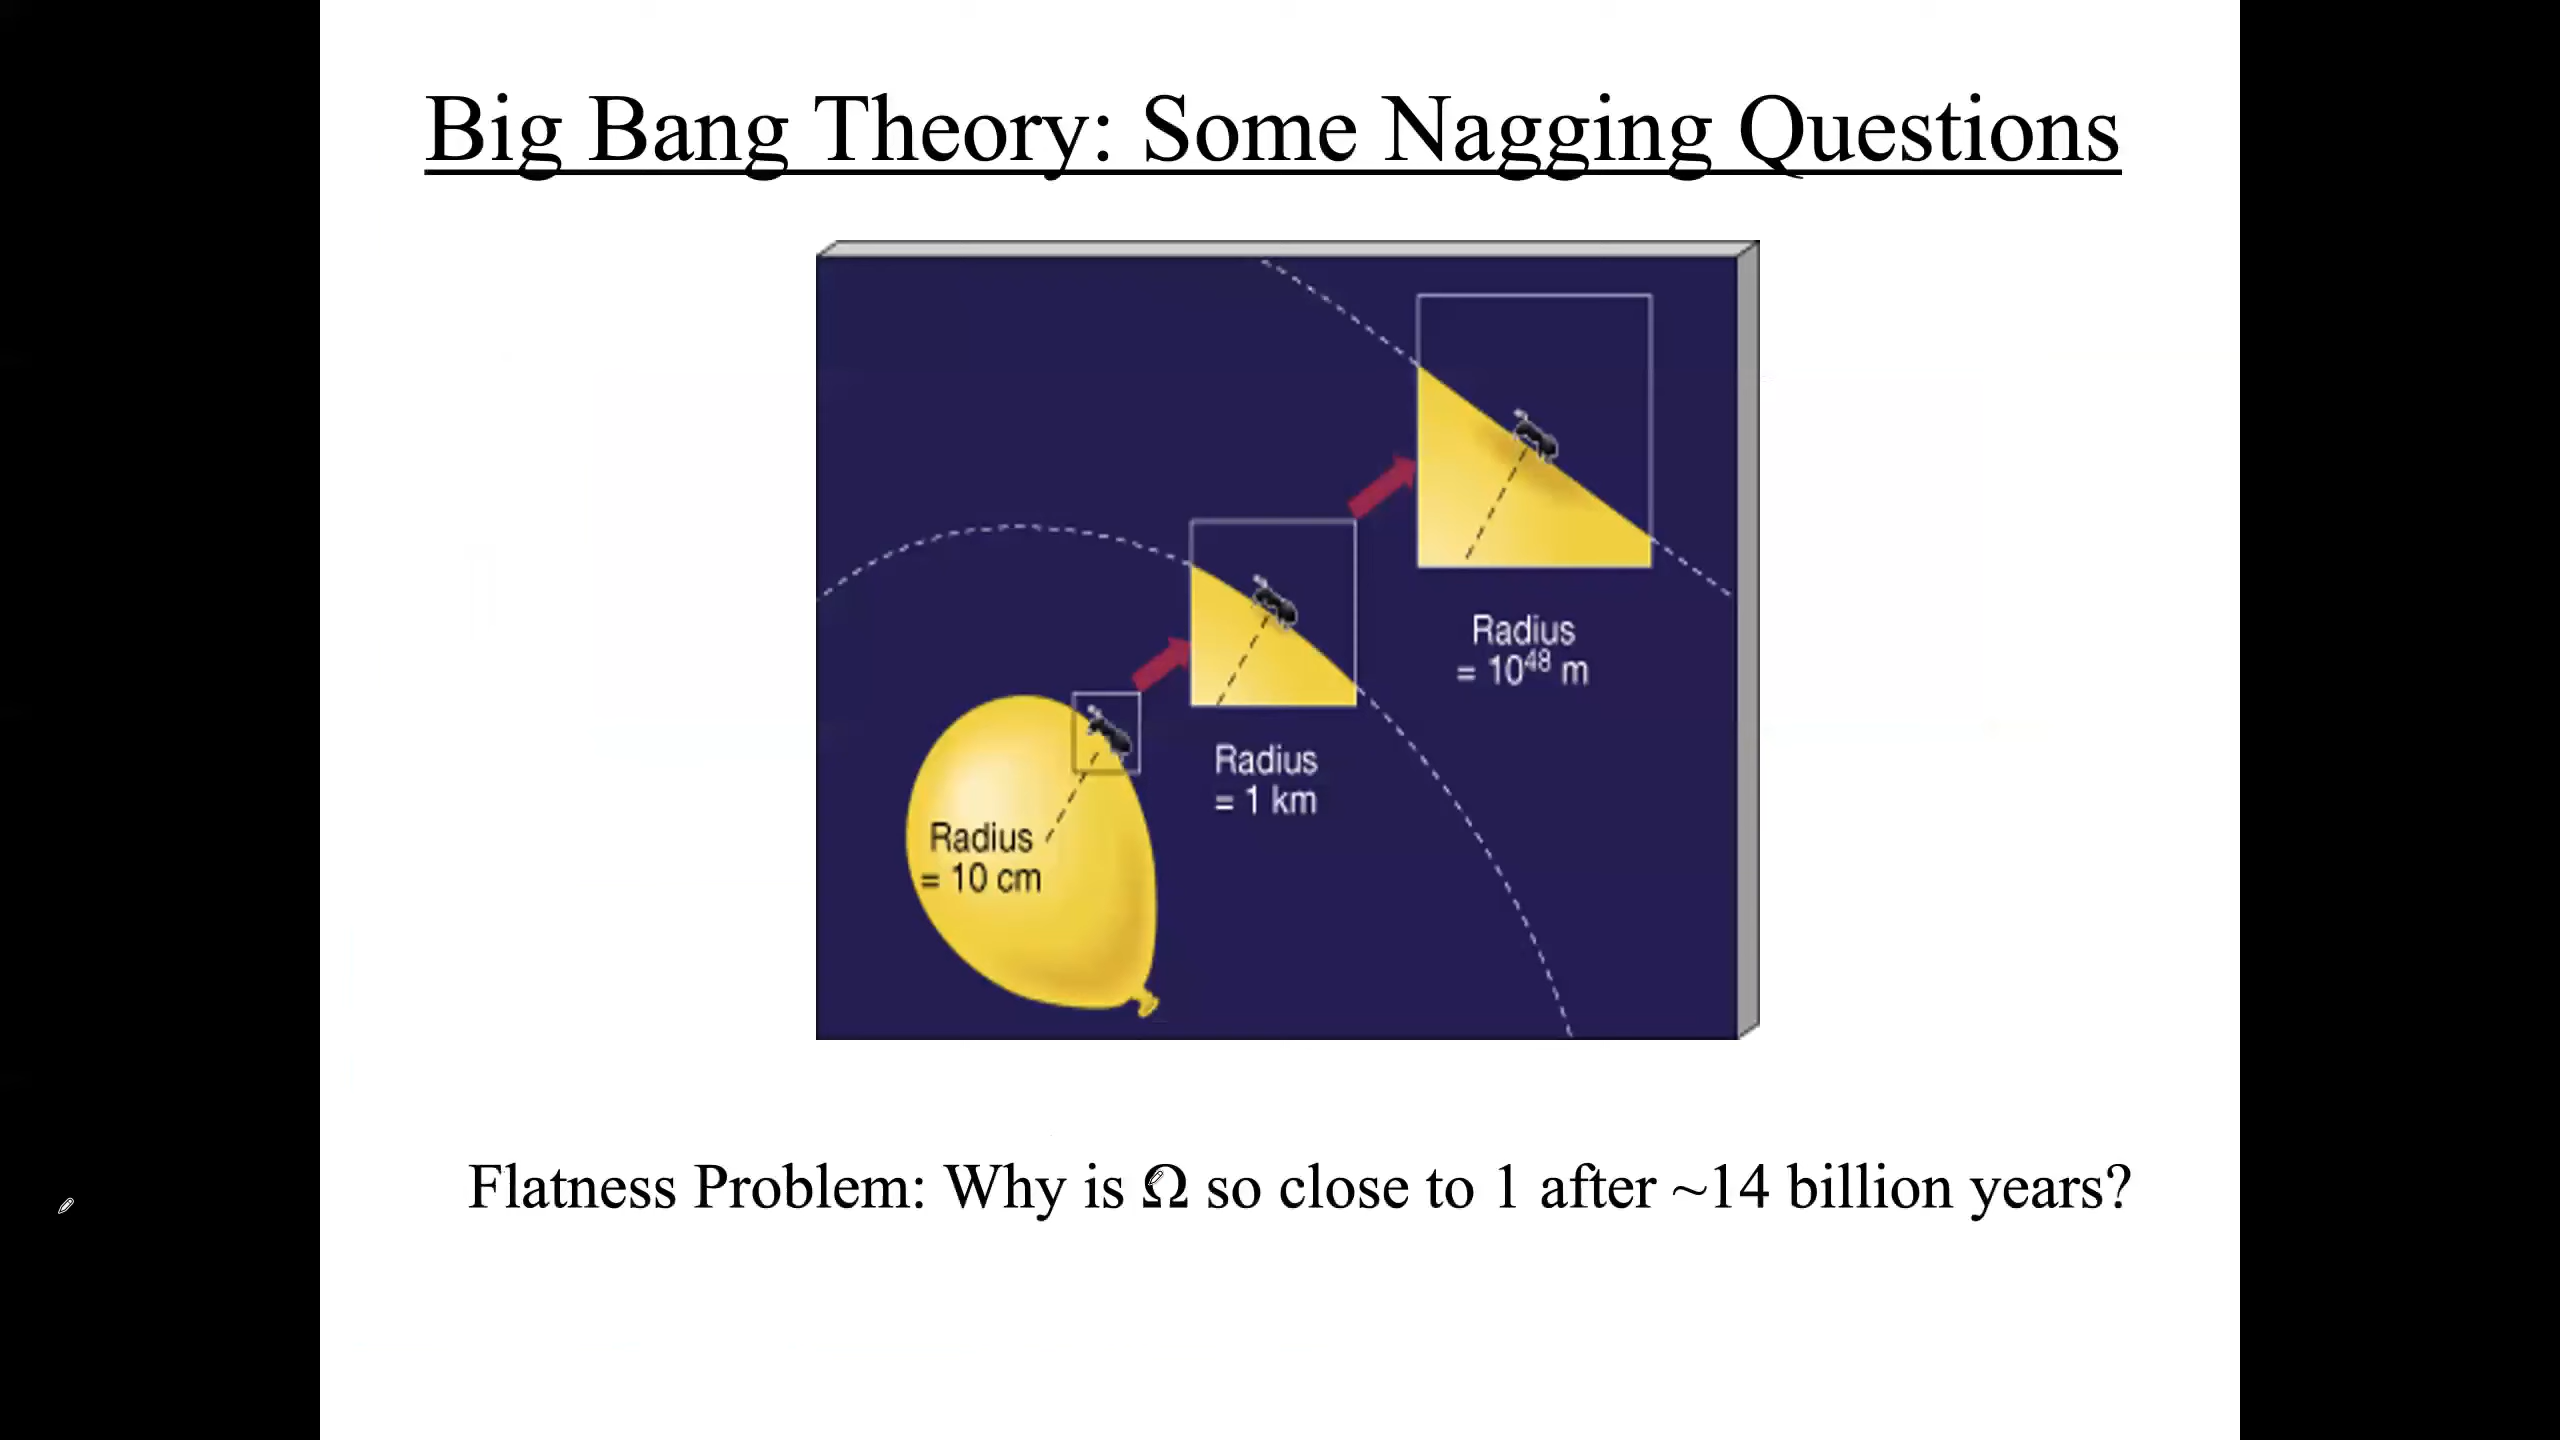 Big Bang Theory: Some Nagging Questions
Radius
= 10⁴⁸ m
Radius
= 1 km
Radius
= 10 cm
Flatness Problem: Why is Ω so close to 1 after ~14 billion years?